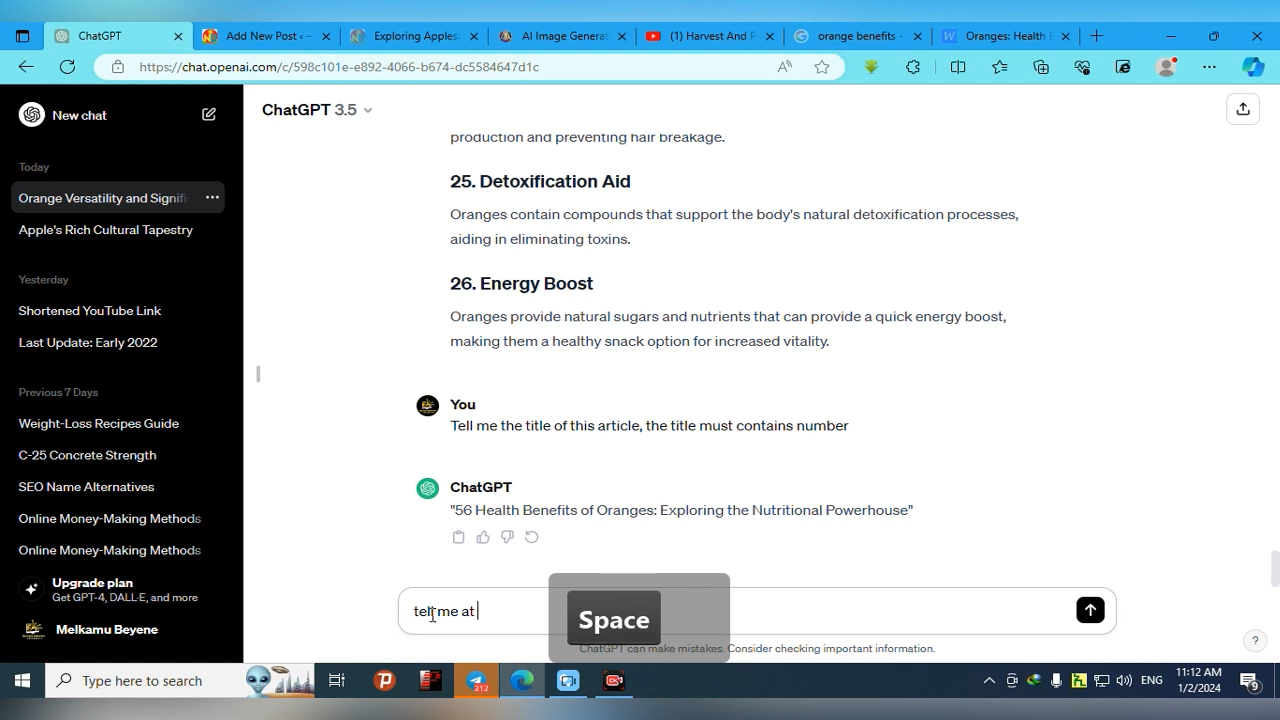 ChatGPT
Add New Post ‹ –
Exploring Apples:
AI Image Generat
(1) Harvest And P
orange benefits -
Oranges: Health B
https://chat.openai.com/c/598c101e-e892-4066-b674-dc5584647d1c
New chat
Today
Orange Versatility and Signifi
Apple's Rich Cultural Tapestry
Yesterday
Shortened YouTube Link
Last Update: Early 2022
Previous 7 Days
Weight-Loss Recipes Guide
C-25 Concrete Strength
SEO Name Alternatives
Online Money-Making Methods
Online Money-Making Methods
Upgrade plan
Get GPT-4, DALL·E, and more
Melkamu Beyene
ChatGPT 3.5
production and preventing hair breakage.
25. Detoxification Aid
Oranges contain compounds that support the body's natural detoxification processes,
aiding in eliminating toxins.
26. Energy Boost
Oranges provide natural sugars and nutrients that can provide a quick energy boost,
making them a healthy snack option for increased vitality.
You
Tell me the title of this article, the title must contains number
ChatGPT
"56 Health Benefits of Oranges: Exploring the Nutritional Powerhouse"
tell me at
Space
ChatGPT can make mistakes. Consider checking important information.
?
Type here to search
212
ENG
11:12 AM
1/2/2024
9